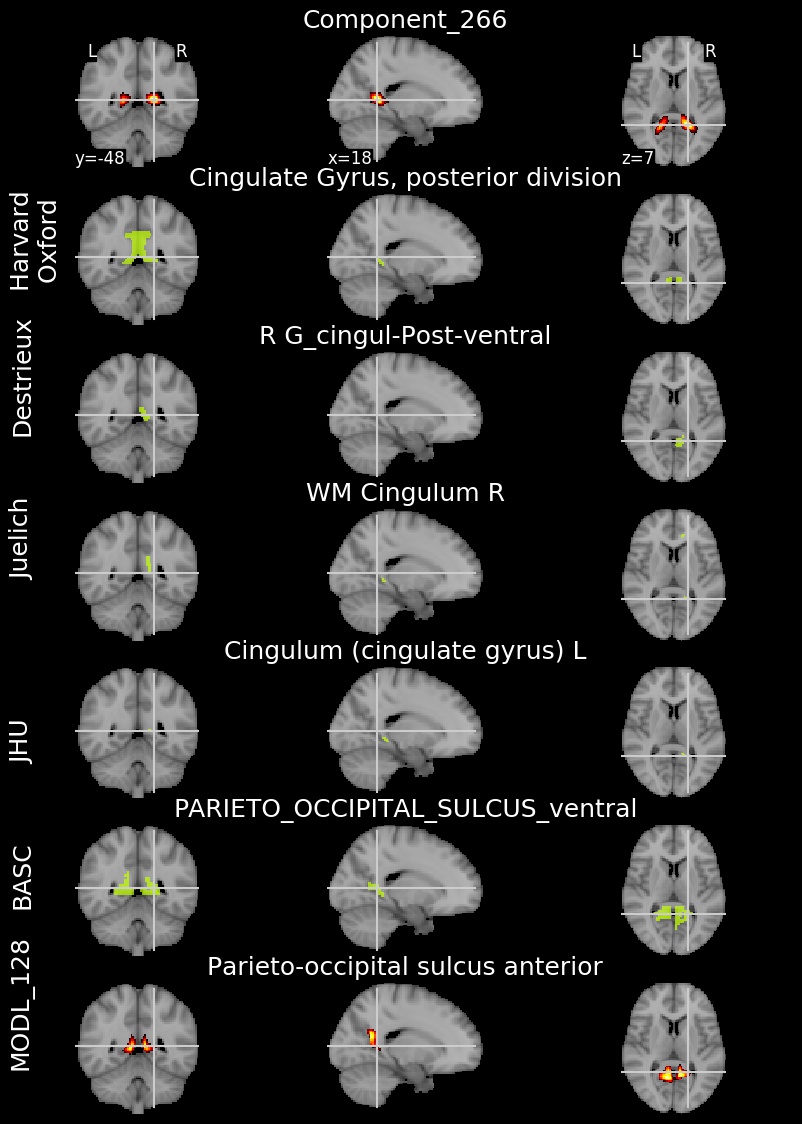 Component_266
L R
L R
y=-48
x=18
z=7
Harvard
Oxford
Cingulate Gyrus, posterior division
Destrieux
R G_cingul-Post-ventral
Juelich
WM Cingulum R
JHU
Cingulum (cingulate gyrus) L
BASC
PARIETO_OCCIPITAL_SULCUS_ventral
MODL_128
Parieto-occipital sulcus anterior